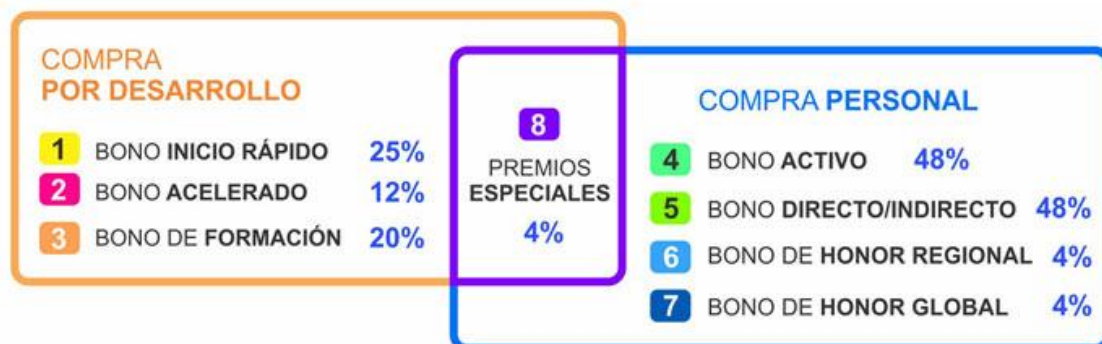 COMPRA
POR DESARROLLO
1 BONO INICIO RÁPIDO 25%
2 BONO ACELERADO 12%
3 BONO DE FORMACIÓN 20%
8
PREMIOS
ESPECIALES
4%
COMPRA PERSONAL
4 BONO ACTIVO 48%
5 BONO DIRECTO/INDIRECTO 48%
6 BONO DE HONOR REGIONAL 4%
7 BONO DE HONOR GLOBAL 4%